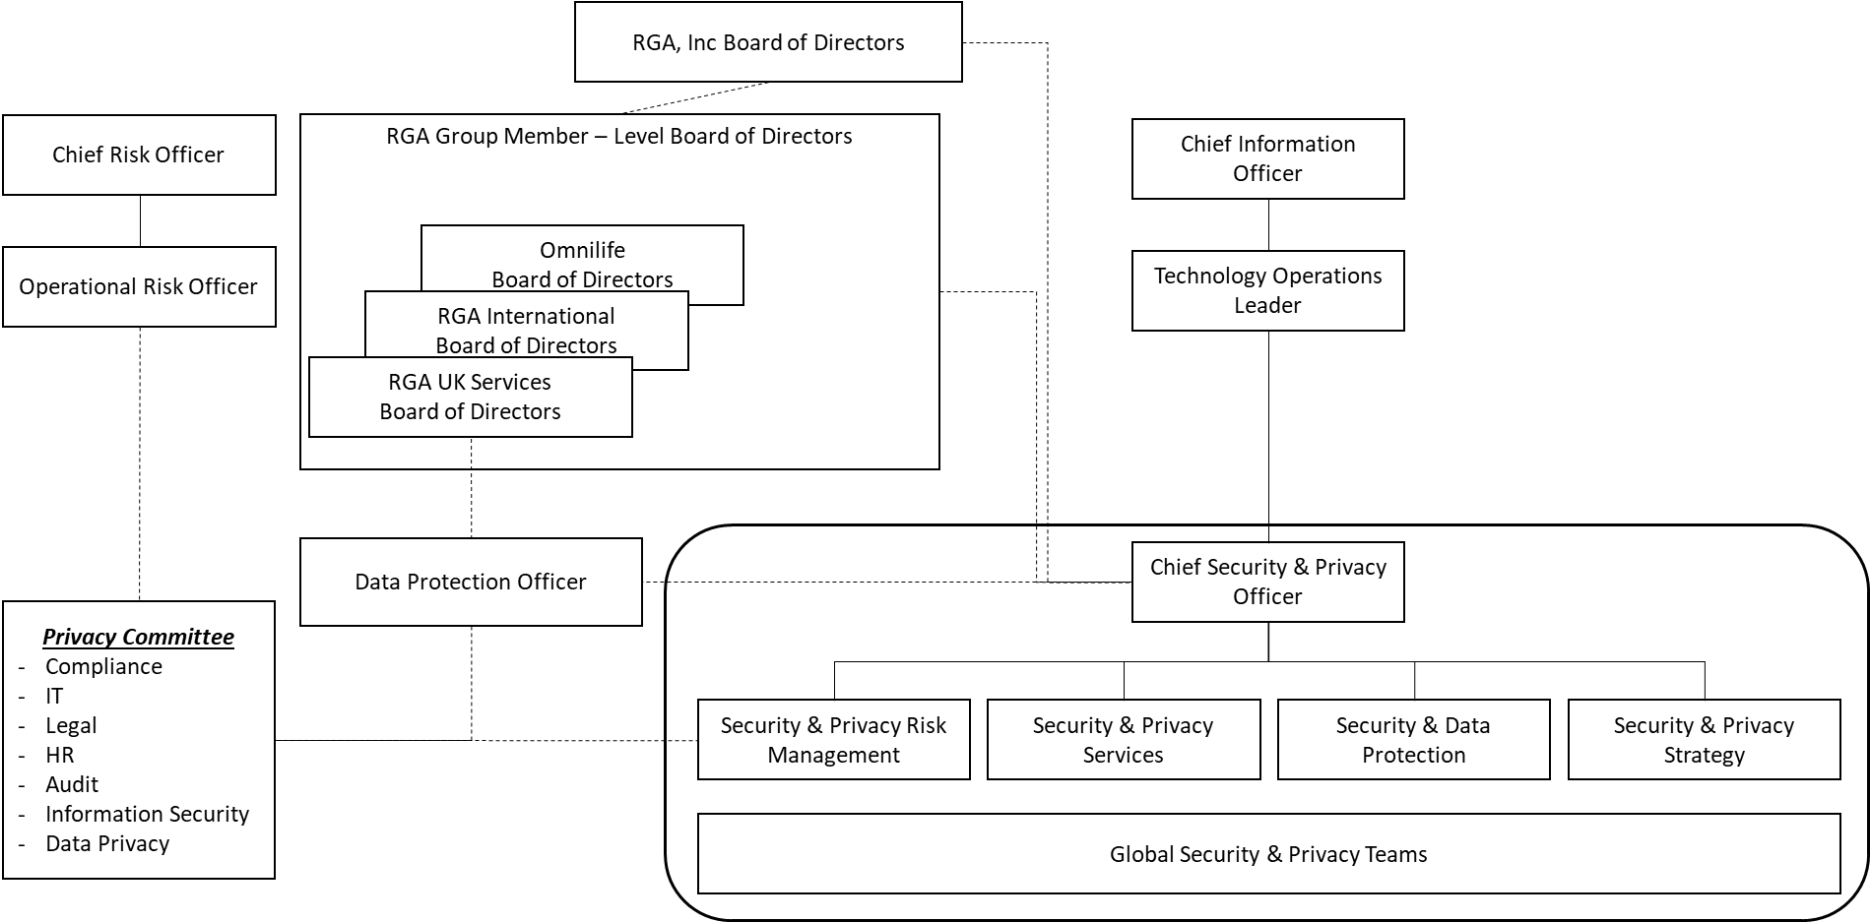 RGA, Inc Board of Directors
Chief Risk Officer
Operational Risk Officer
RGA Group Member – Level Board of Directors
Omnilife
Board of Directors
RGA International
Board of Directors
RGA UK Services
Board of Directors
Chief Information
Officer
Technology Operations
Leader
Data Protection Officer
Chief Security & Privacy
Officer
Privacy Committee
- Compliance
- IT
- Legal
- HR
- Audit
- Information Security
- Data Privacy
Security & Privacy Risk
Management
Security & Privacy
Services
Security & Data
Protection
Security & Privacy
Strategy
Global Security & Privacy Teams